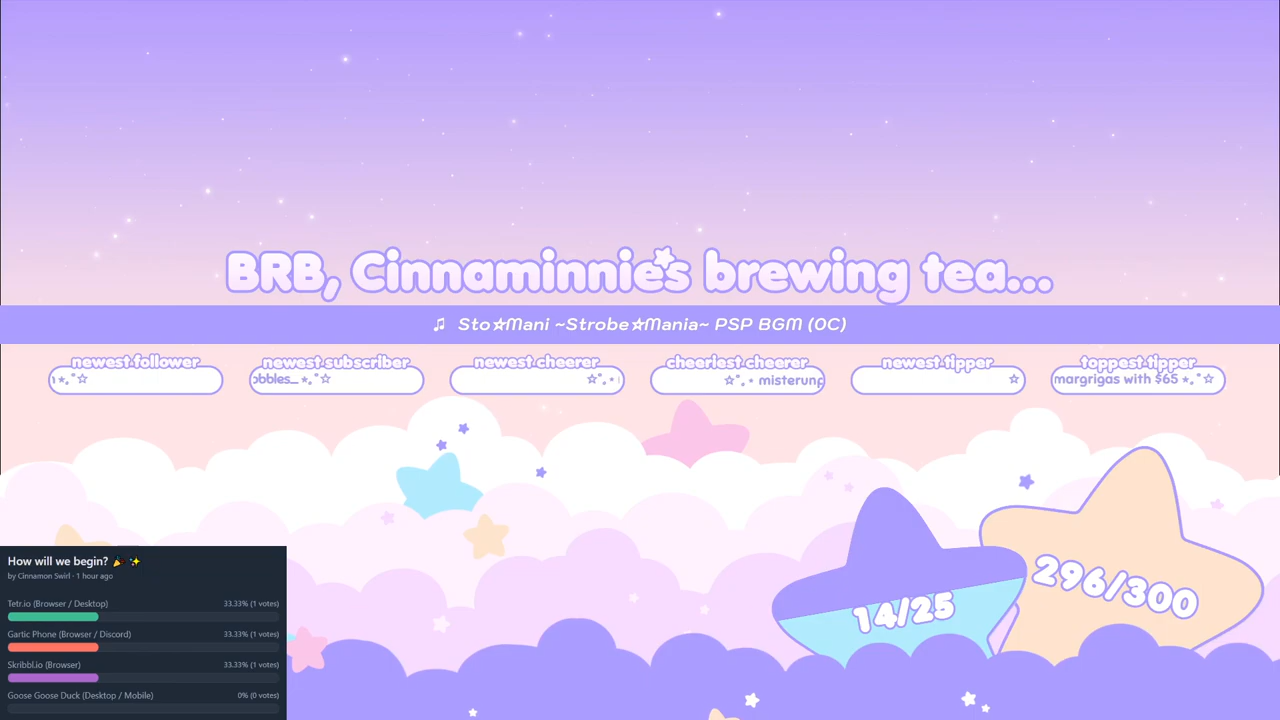 BRB, Cinnaminnie's brewing tea...
♫ Sto☆Mani ~Strobe☆Mania~ PSP BGM (OC)
newest follower
newest subscriber
newest cheerer
cheeriest cheerer
newest tipper
toppest tipper
⋆｡˚☆
obbles_ ⋆｡˚☆
☆˚｡⋆
☆˚｡⋆ misterunp
☆
margrigas with $65 ⋆｡˚☆
296/300
14/25
How will we begin? 🎉 ✨
by Cinnamon Swirl · 1 hour ago
Tetr.io (Browser / Desktop) 33.33% (1 votes)
Gartic Phone (Browser / Discord) 33.33% (1 votes)
Skribbl.io (Browser) 33.33% (1 votes)
Goose Goose Duck (Desktop / Mobile) 0% (0 votes)